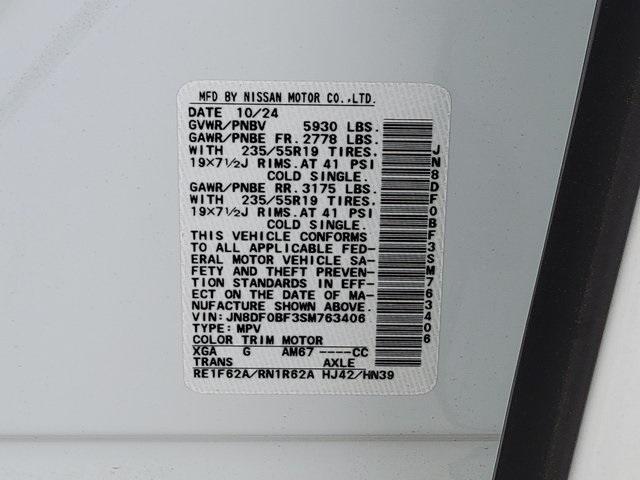 MFD BY NISSAN MOTOR CO.,LTD.
DATE 10/24
GVWR/PNBV 5930 LBS.
GAWR/PNBE FR. 2778 LBS.
WITH 235/55R19 TIRES.
19×7½J RIMS. AT 41 PSI
COLD SINGLE.
GAWR/PNBE RR. 3175 LBS.
WITH 235/55R19 TIRES.
19×7½J RIMS. AT 41 PSI
COLD SINGLE.
THIS VEHICLE CONFORMS
TO ALL APPLICABLE FED-
ERAL MOTOR VEHICLE SA-
FETY AND THEFT PREVEN-
TION STANDARDS IN EFF-
ECT ON THE DATE OF MA-
NUFACTURE SHOWN ABOVE.
VIN: JN8DF0BF3SM763406
TYPE: MPV
COLOR TRIM MOTOR
XGA G AM67 ----CC
TRANS AXLE
RE1F62A/RN1R62A HJ42/HN39
JN8DF0BF3SM763406